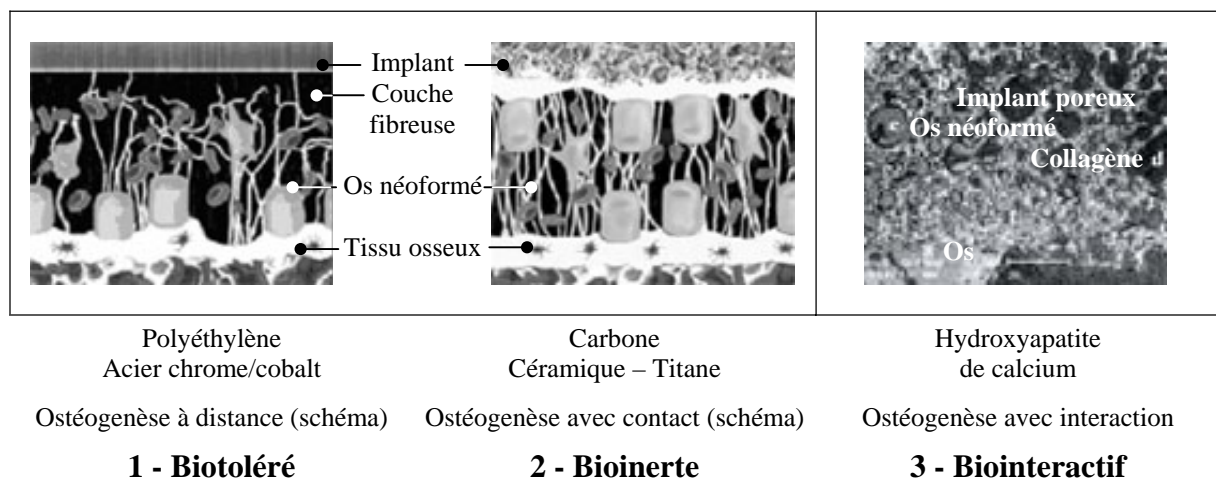 Implant
Couche
fibreuse
Os néoformé
Tissu osseux
b
Implant poreux
c
Os néoformé
Collagène
d
Os
Polyéthylène
Acier chrome/cobalt
Ostéogenèse à distance (schéma)
1 - Biotoléré
Carbone
Céramique – Titane
Ostéogenèse avec contact (schéma)
2 - Bioinerte
Hydroxyapatite
de calcium
Ostéogenèse avec interaction
3 - Biointeractif